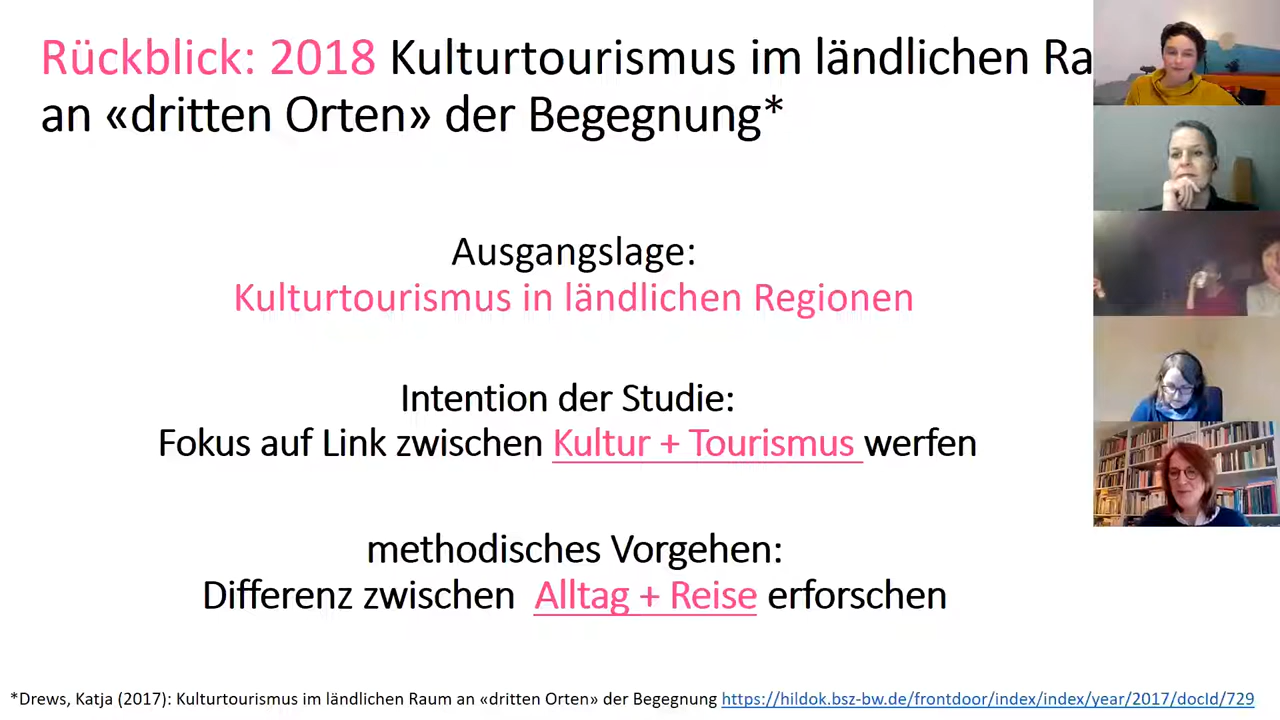 Rückblick: 2018 Kulturtourismus im ländlichen Ra
an «dritten Orten» der Begegnung*
Ausgangslage:
Kulturtourismus in ländlichen Regionen
Intention der Studie:
Fokus auf Link zwischen Kultur + Tourismus werfen
methodisches Vorgehen:
Differenz zwischen Alltag + Reise erforschen
*Drews, Katja (2017): Kulturtourismus im ländlichen Raum an «dritten Orten» der Begegnung https://hildok.bsz-bw.de/frontdoor/index/index/year/2017/docId/729